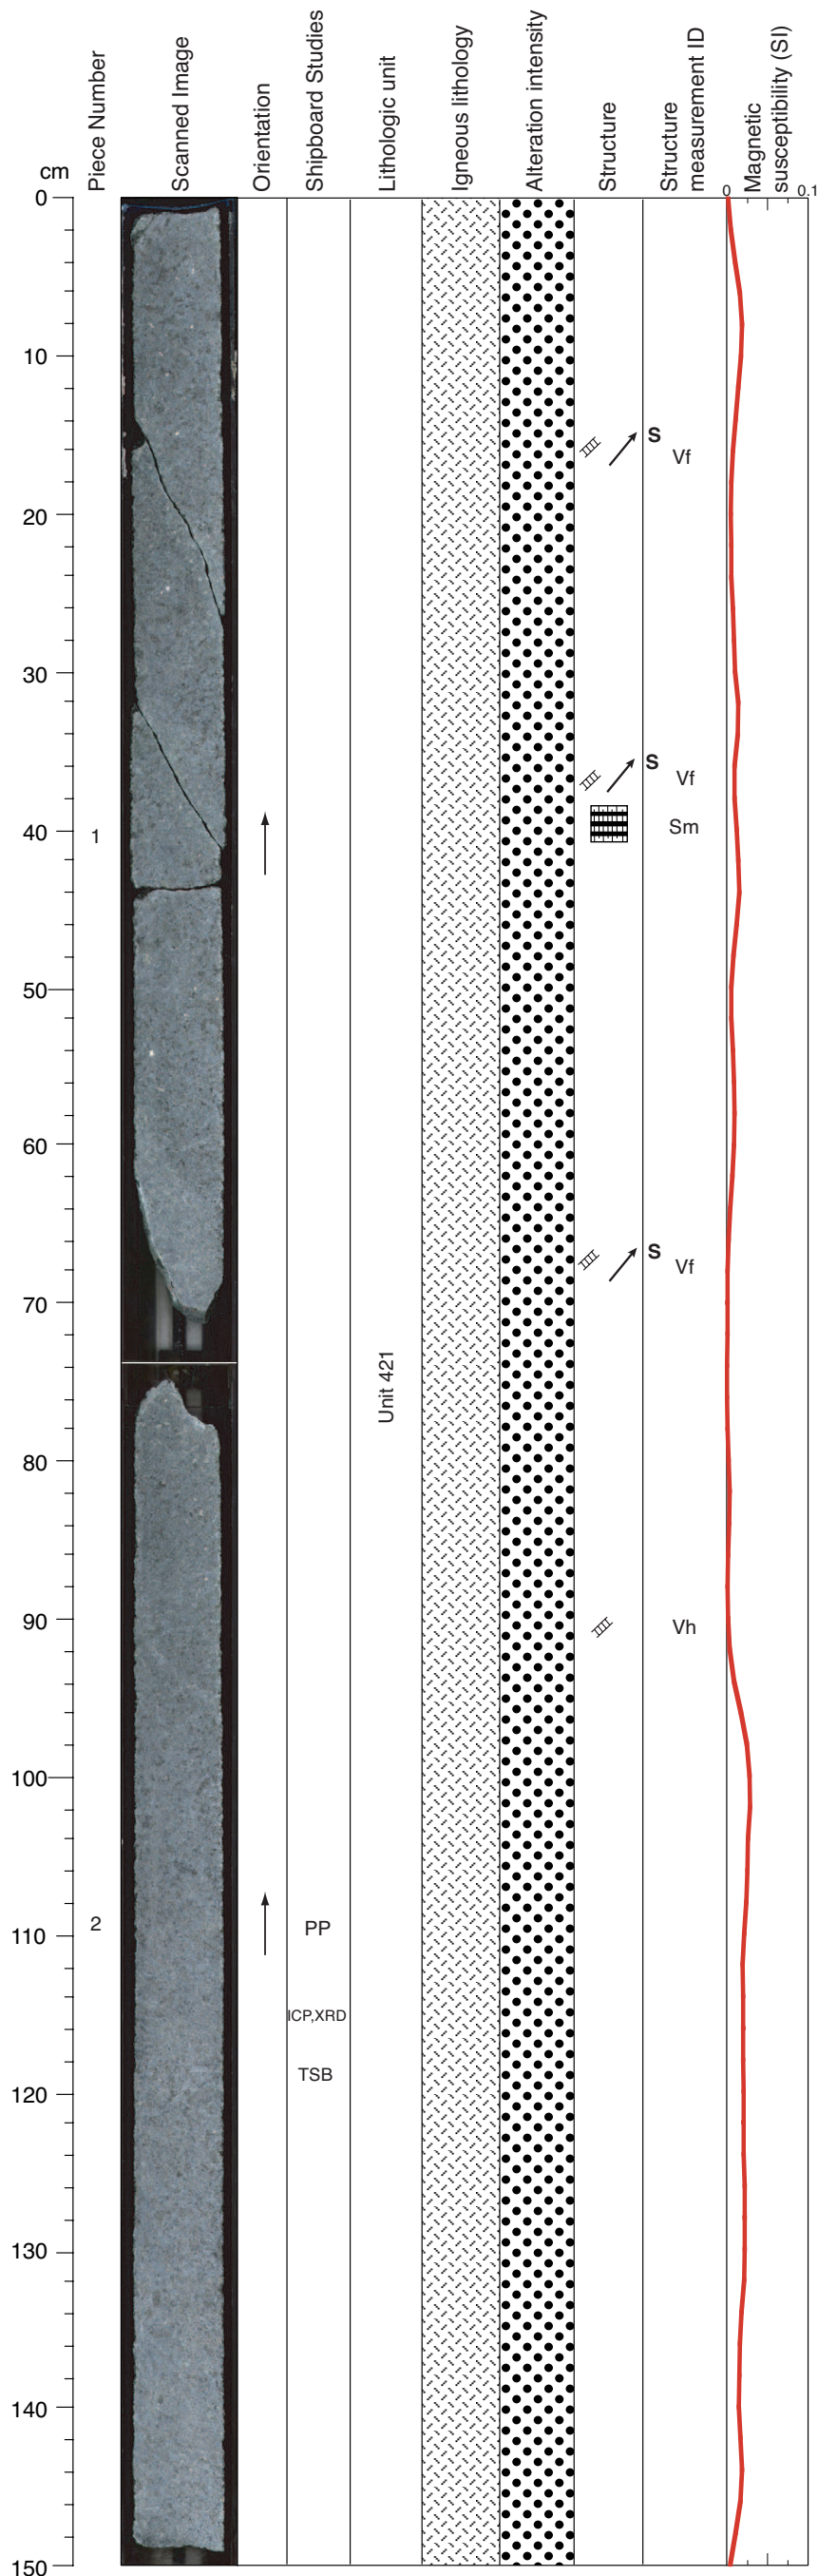 cm
Piece Number
Scanned Image
Orientation
Shipboard Studies
Lithologic unit
Igneous lithology
Alteration intensity
Structure
Structure
measurement ID
Magnetic
susceptibility (SI)
0 0.1
0
10
S
Vf
20
30
S
Vf
Sm
40
1
50
60
S
Vf
70
Unit 421
80
90
Vh
100
2
PP
110
ICP,XRD
TSB
120
130
140
150